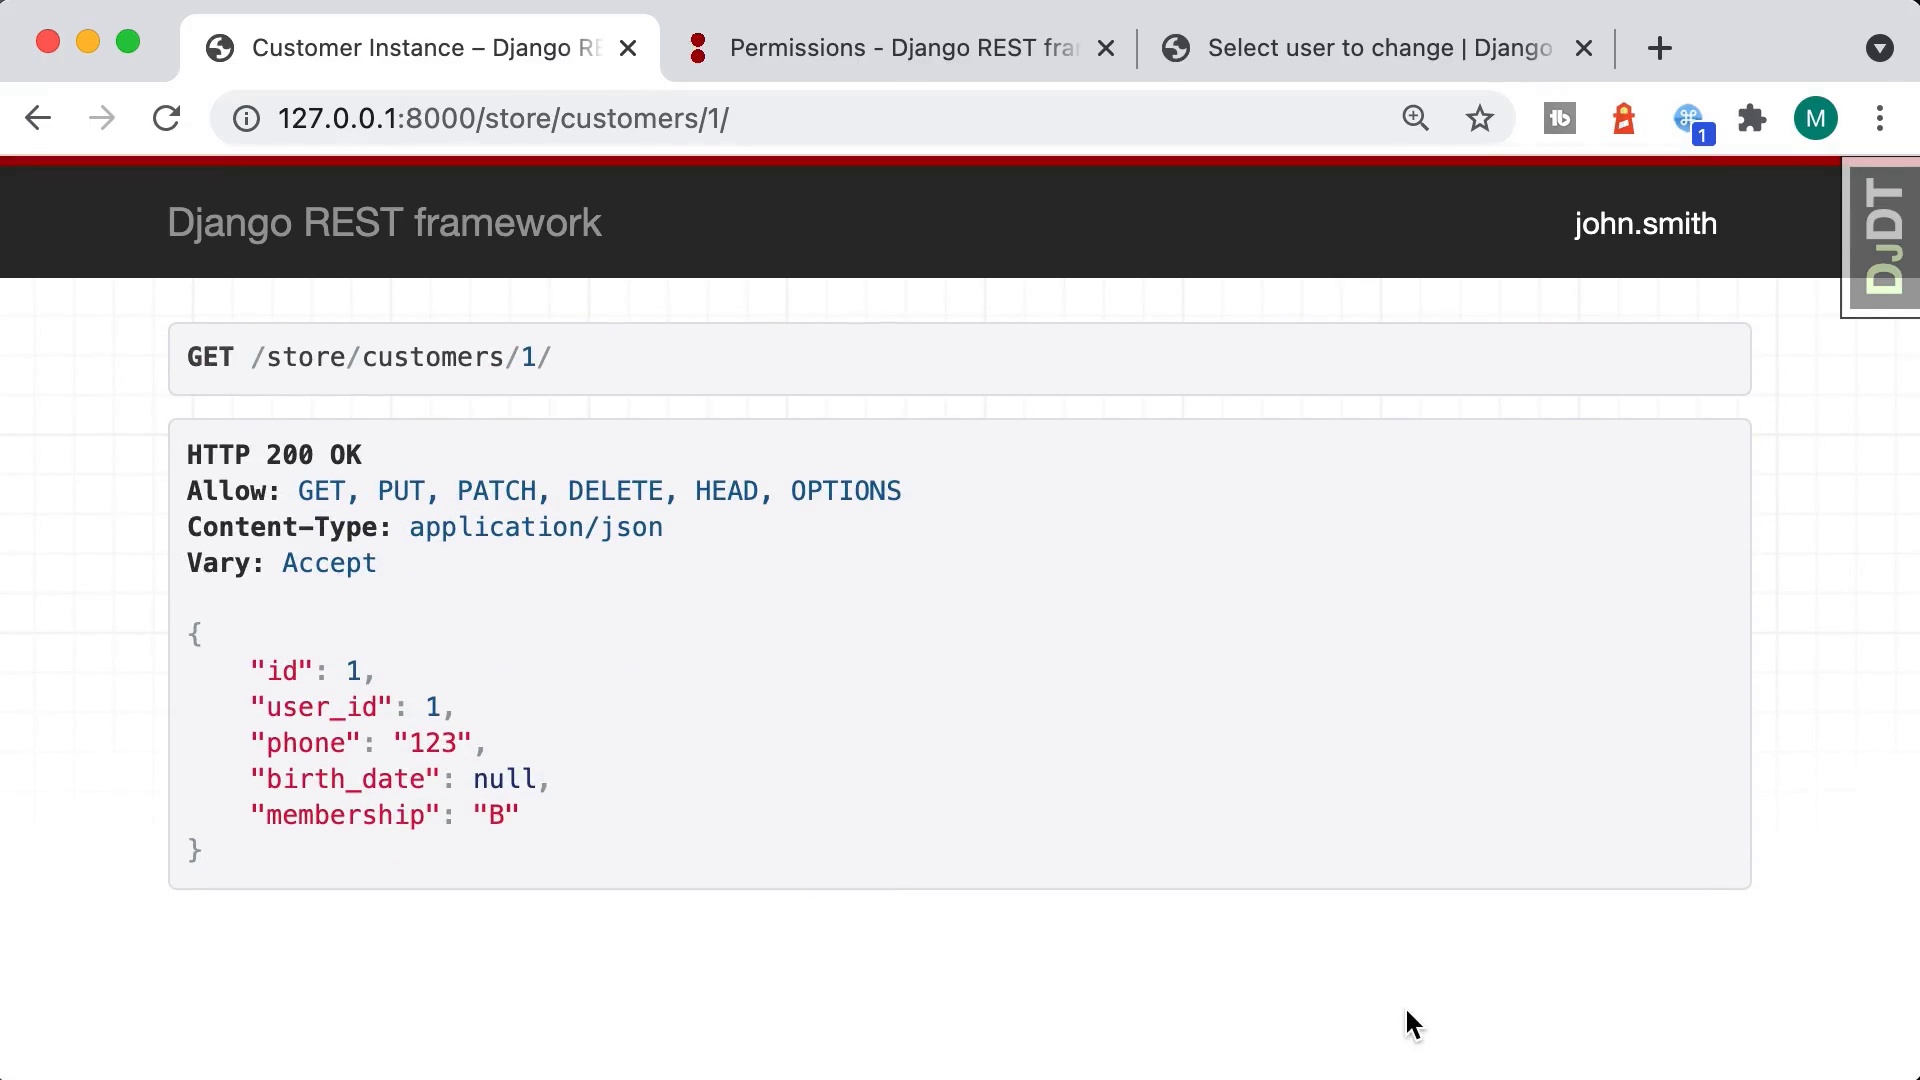 Customer Instance – Django RE
Permissions - Django REST fra
Select user to change | Django
127.0.0.1:8000/store/customers/1/
1
M
Django REST framework
john.smith
DJDT
GET /store/customers/1/
HTTP 200 OK
Allow: GET, PUT, PATCH, DELETE, HEAD, OPTIONS
Content-Type: application/json
Vary: Accept
{
"id": 1,
"user_id": 1,
"phone": "123",
"birth_date": null,
"membership": "B"
}